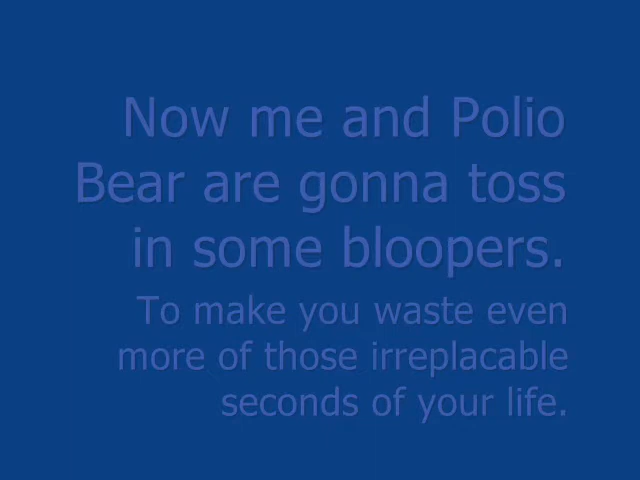 Now me and Polio
Bear are gonna toss
in some bloopers.
To make you waste even
more of those irreplacable
seconds of your life.